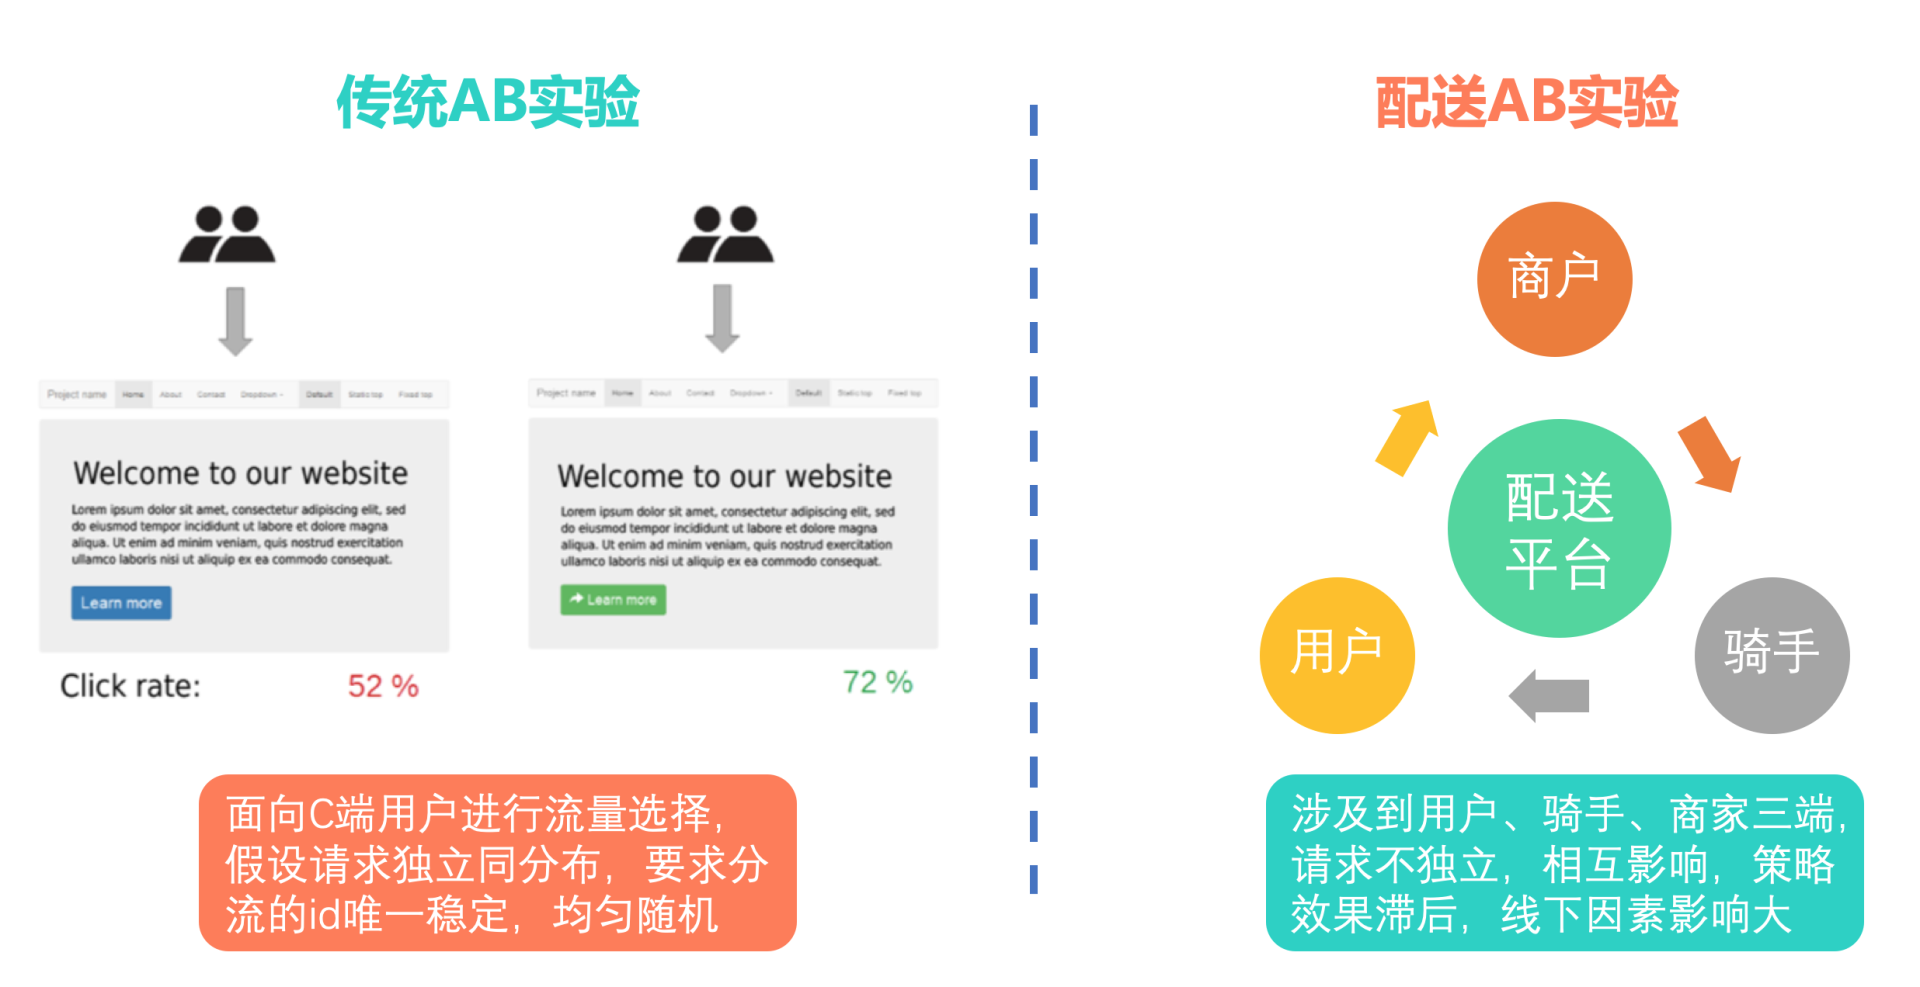 传统AB实验
Project name Home About Contact Dropdown Default Static top Fixed top
Welcome to our website
Lorem ipsum dolor sit amet, consectetur adipiscing elit, sed
do eiusmod tempor incididunt ut labore et dolore magna
aliqua. Ut enim ad minim veniam, quis nostrud exercitation
ullamco laboris nisi ut aliquip ex ea commodo consequat.
Learn more
Click rate: 52 %
Project name Home About Contact Dropdown Default Static top Fixed top
Welcome to our website
Lorem ipsum dolor sit amet, consectetur adipiscing elit, sed
do eiusmod tempor incididunt ut labore et dolore magna
aliqua. Ut enim ad minim veniam, quis nostrud exercitation
ullamco laboris nisi ut aliquip ex ea commodo consequat.
Learn more
72 %
面向C端用户进行流量选择,
假设请求独立同分布, 要求分
流的id唯一稳定, 均匀随机
配送AB实验
商户
配送
平台
用户
骑手
涉及到用户、骑手、商家三端,
请求不独立, 相互影响, 策略
效果滞后, 线下因素影响大